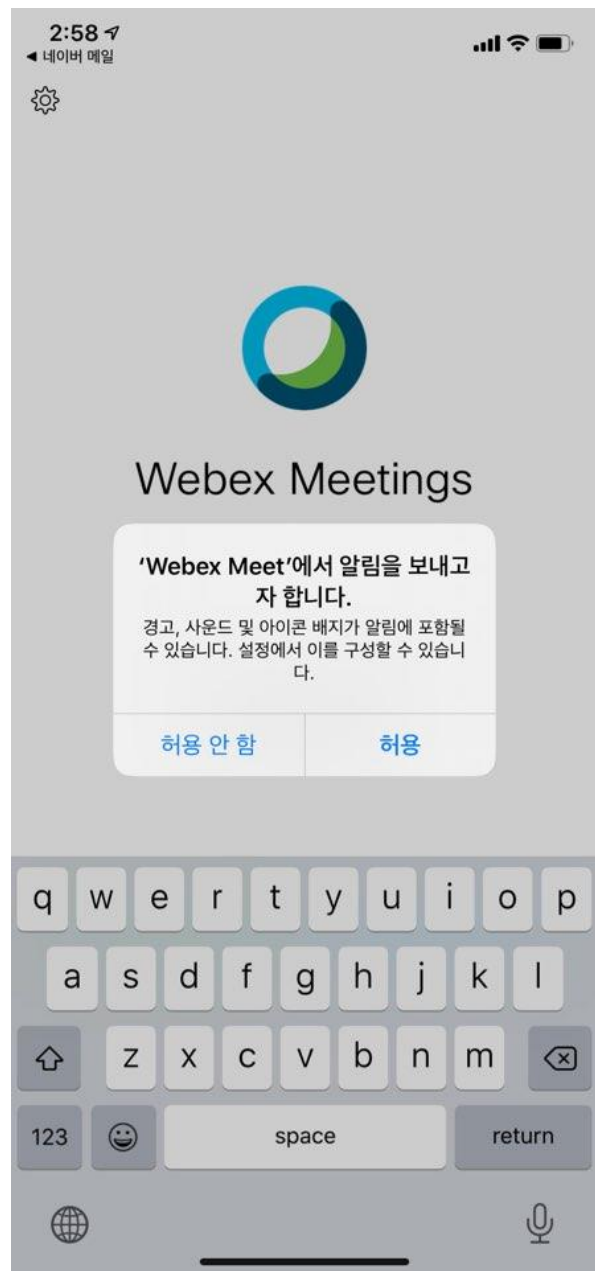 2:58
◀ 네이버 메일
Webex Meetings
‘Webex Meet’에서 알림을 보내고
자 합니다.
경고, 사운드 및 아이콘 배지가 알림에 포함될
수 있습니다. 설정에서 이를 구성할 수 있습니
다.
허용 안 함 허용
q w e r t y u i o p
a s d f g h j k l
z x c v b n m
123 space return